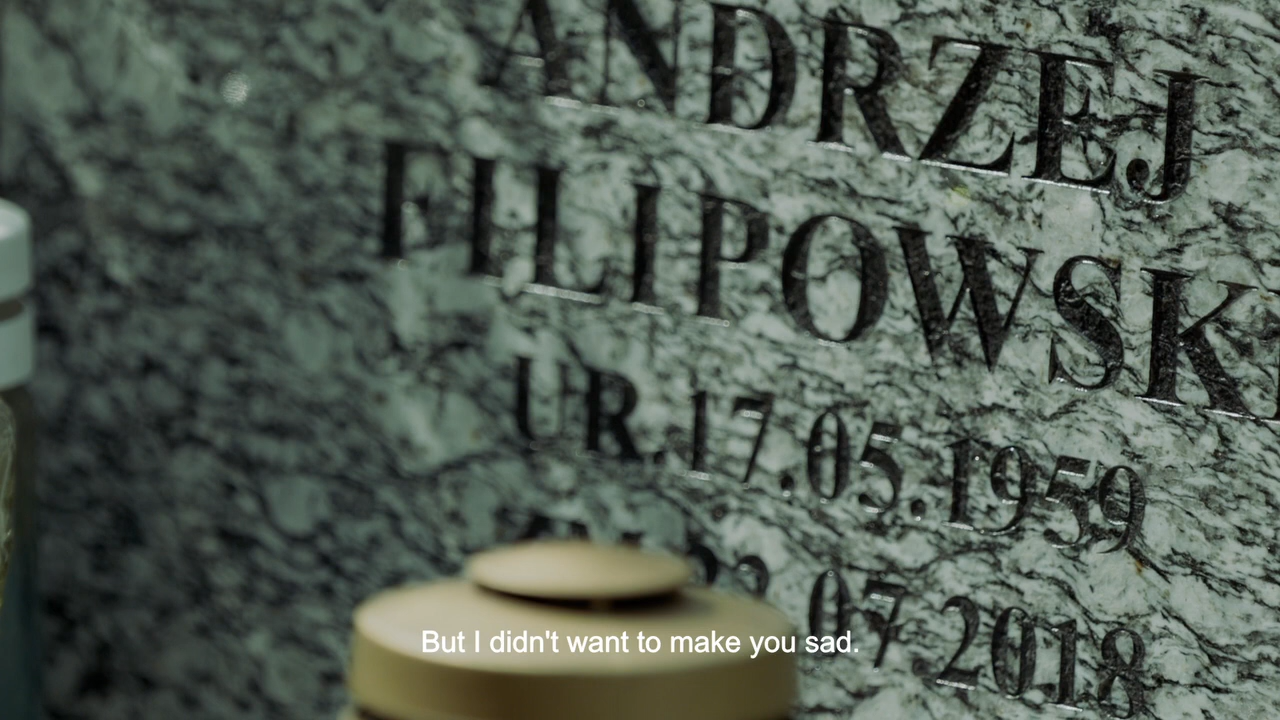 ANDRZEJ
FILIPOWSKI
UR.17.05.1959
07.2018
But I didn't want to make you sad.